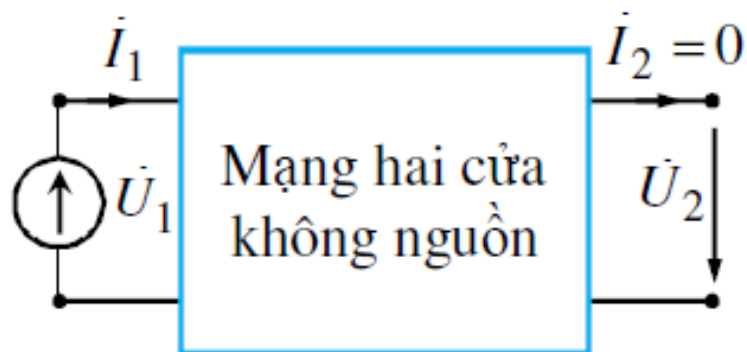 İ₁
İ₂ = 0
U̇₁
Mạng hai cửa
không nguồn
U̇₂